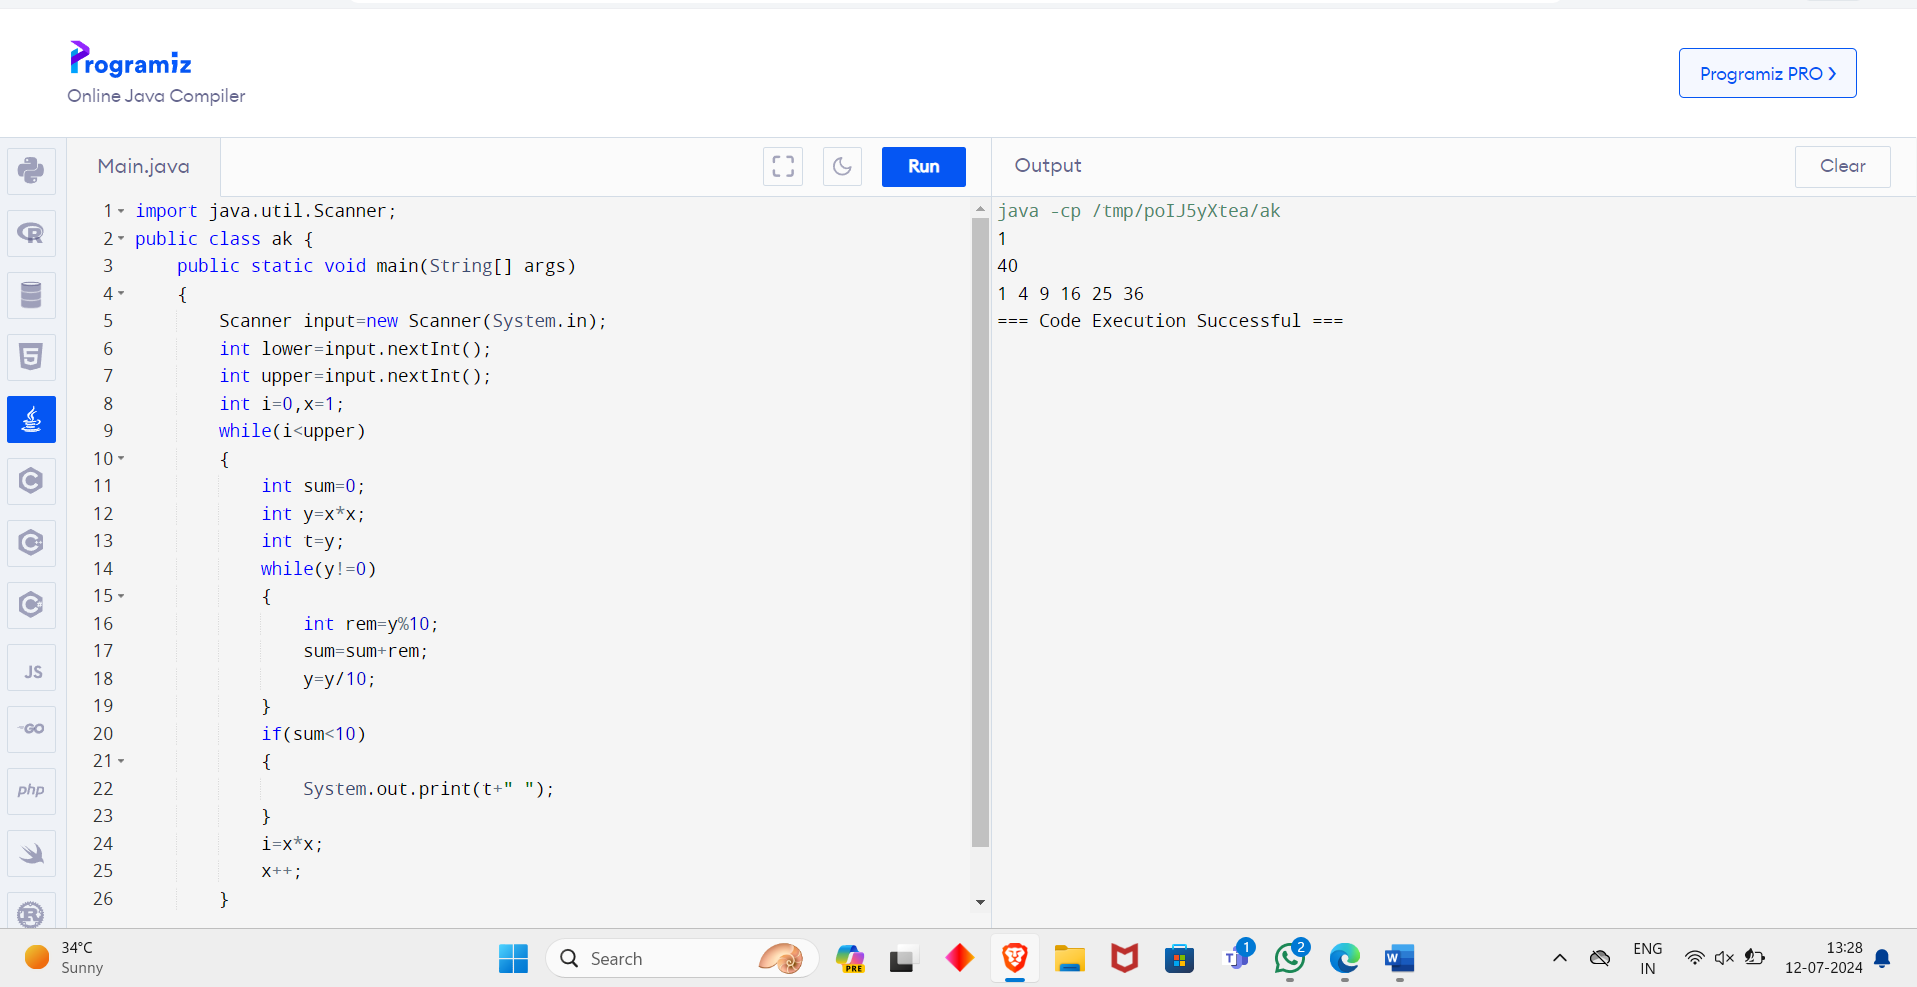 Programiz
Online Java Compiler
Programiz PRO ❯
Main.java
Run
Output
Clear
1 import java.util.Scanner;
2 public class ak {
3     public static void main(String[] args)
4     {
5         Scanner input=new Scanner(System.in);
6         int lower=input.nextInt();
7         int upper=input.nextInt();
8         int i=0,x=1;
9         while(i<upper)
10         {
11             int sum=0;
12             int y=x*x;
13             int t=y;
14             while(y!=0)
15             {
16                 int rem=y%10;
17                 sum=sum+rem;
18                 y=y/10;
19             }
20             if(sum<10)
21             {
22                 System.out.print(t+" ");
23             }
24             i=x*x;
25             x++;
26         }
java -cp /tmp/poIJ5yXtea/ak
1
40
1 4 9 16 25 36
=== Code Execution Successful ===
JS
GO
php
34°C
Sunny
Search
PRE
1
2
ENG
IN
13:28
12-07-2024